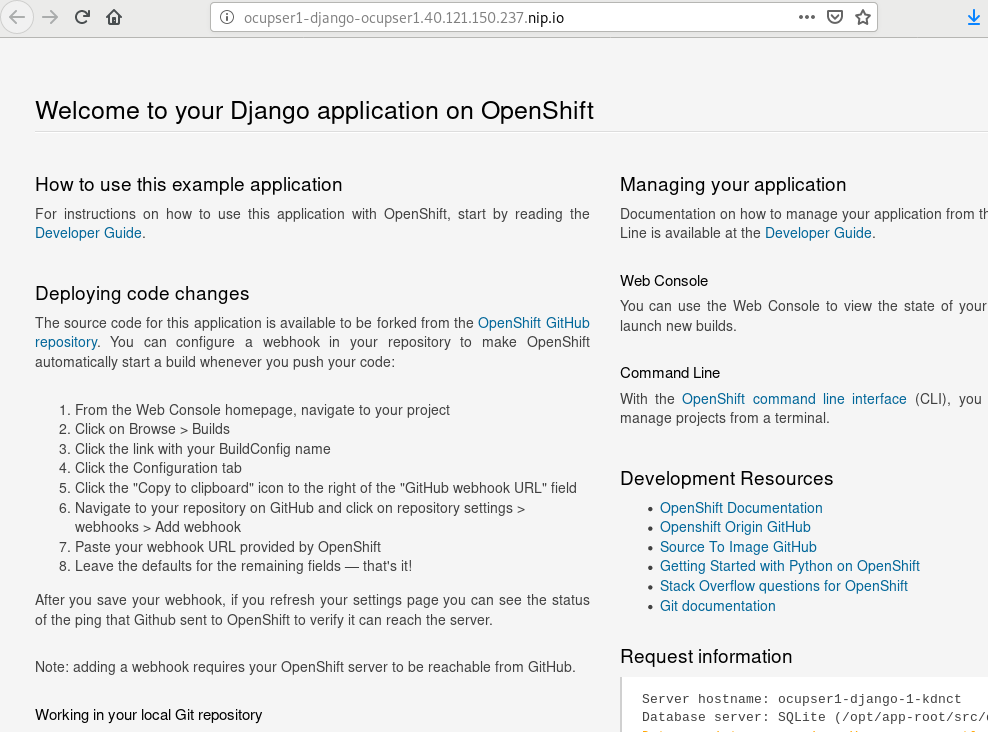 ocupser1-django-ocupser1.40.121.150.237.nip.io
Welcome to your Django application on OpenShift
How to use this example application
For instructions on how to use this application with OpenShift, start by reading the
Developer Guide.
Deploying code changes
The source code for this application is available to be forked from the OpenShift GitHub
repository. You can configure a webhook in your repository to make OpenShift
automatically start a build whenever you push your code:
1. From the Web Console homepage, navigate to your project
2. Click on Browse > Builds
3. Click the link with your BuildConfig name
4. Click the Configuration tab
5. Click the "Copy to clipboard" icon to the right of the "GitHub webhook URL" field
6. Navigate to your repository on GitHub and click on repository settings >
webhooks > Add webhook
7. Paste your webhook URL provided by OpenShift
8. Leave the defaults for the remaining fields — that's it!
After you save your webhook, if you refresh your settings page you can see the status
of the ping that Github sent to OpenShift to verify it can reach the server.
Note: adding a webhook requires your OpenShift server to be reachable from GitHub.
Working in your local Git repository
Managing your application
Documentation on how to manage your application from
Line is available at the Developer Guide.
Web Console
You can use the Web Console to view the state of your
launch new builds.
Command Line
With the OpenShift command line interface (CLI), you
manage projects from a terminal.
Development Resources
• OpenShift Documentation
• Openshift Origin GitHub
• Source To Image GitHub
• Getting Started with Python on OpenShift
• Stack Overflow questions for OpenShift
• Git documentation
Request information
Server hostname: ocupser1-django-1-kdnct
Database server: SQLite (/opt/app-root/src/